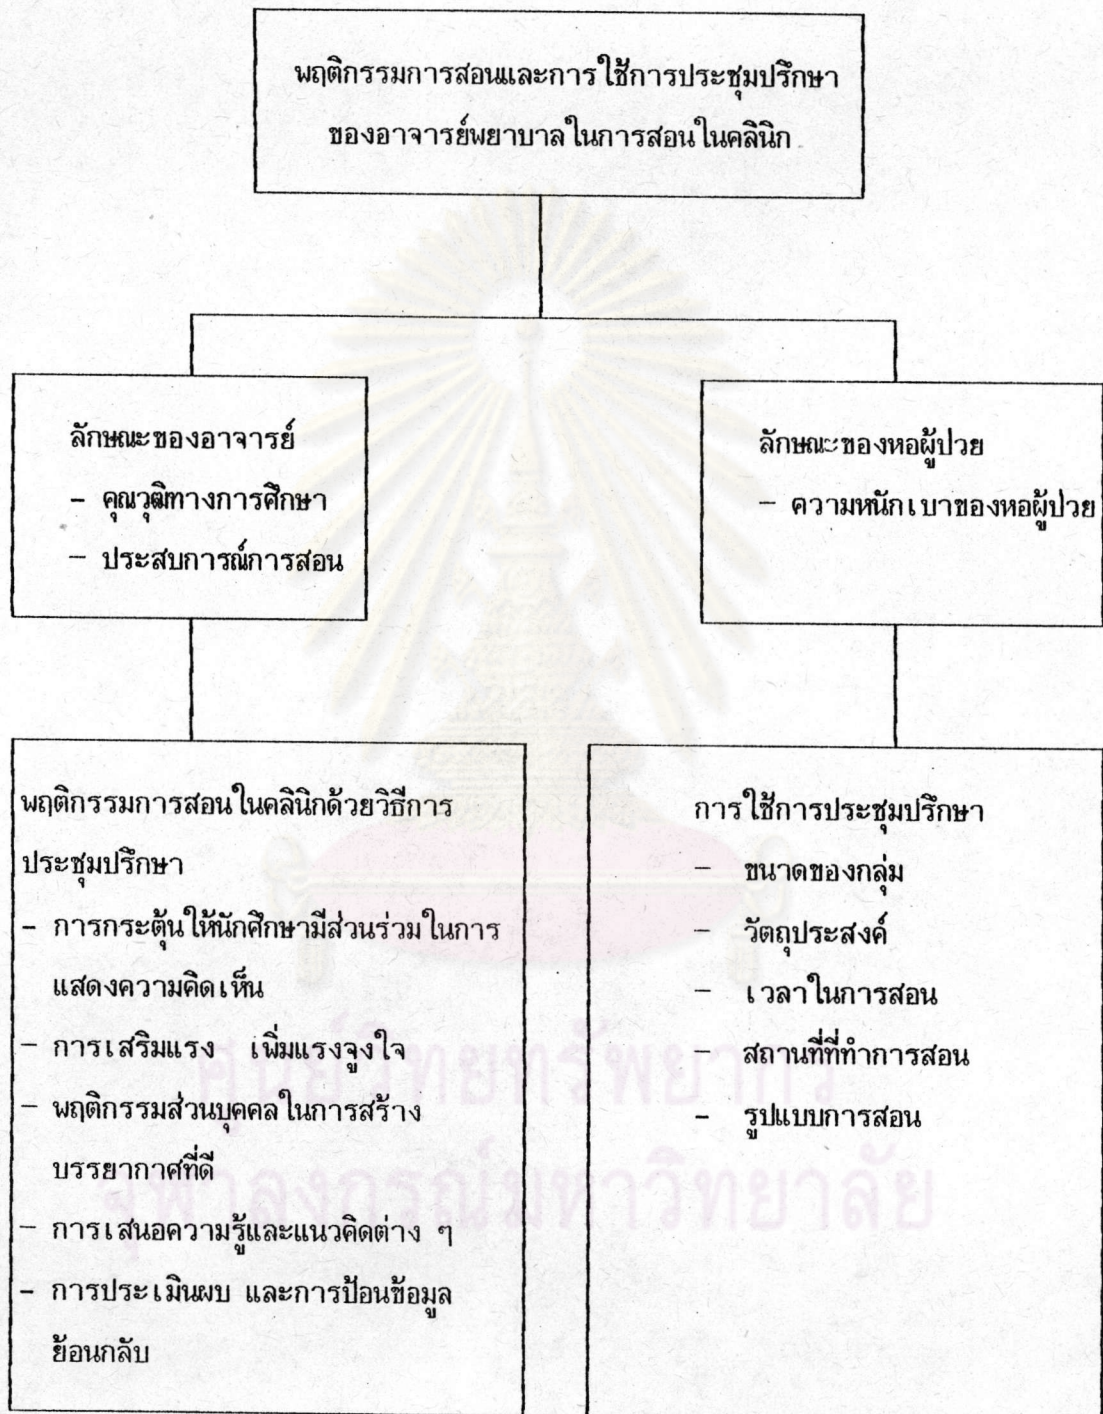 พฤติกรรมการสอนและการใช้การประชุมปรึกษา
ของอาจารย์พยาบาลในการสอนในคลินิก
ลักษณะของอาจารย์
- คุณวุฒิทางการศึกษา
- ประสบการณ์การสอน
ลักษณะของหอผู้ป่วย
- ความหนักเบาของหอผู้ป่วย
พฤติกรรมการสอนในคลินิกด้วยวิธีการ
ประชุมปรึกษา
- การกระตุ้นให้นักศึกษามีส่วนร่วมในการ
แสดงความคิดเห็น
- การเสริมแรง เพิ่มแรงจูงใจ
- พฤติกรรมส่วนบุคคลในการสร้าง
บรรยากาศที่ดี
- การเสนอความรู้และแนวคิดต่าง ๆ
- การประเมินผบ และการป้อนข้อมูล
ย้อนกลับ
การใช้การประชุมปรึกษา
- ขนาดของกลุ่ม
- วัตถุประสงค์
- เวลาในการสอน
- สถานที่ที่ทำการสอน
- รูปแบบการสอน
ศูนย์วิทยทรัพยากร
จุฬาลงกรณ์มหาวิทยาลัย